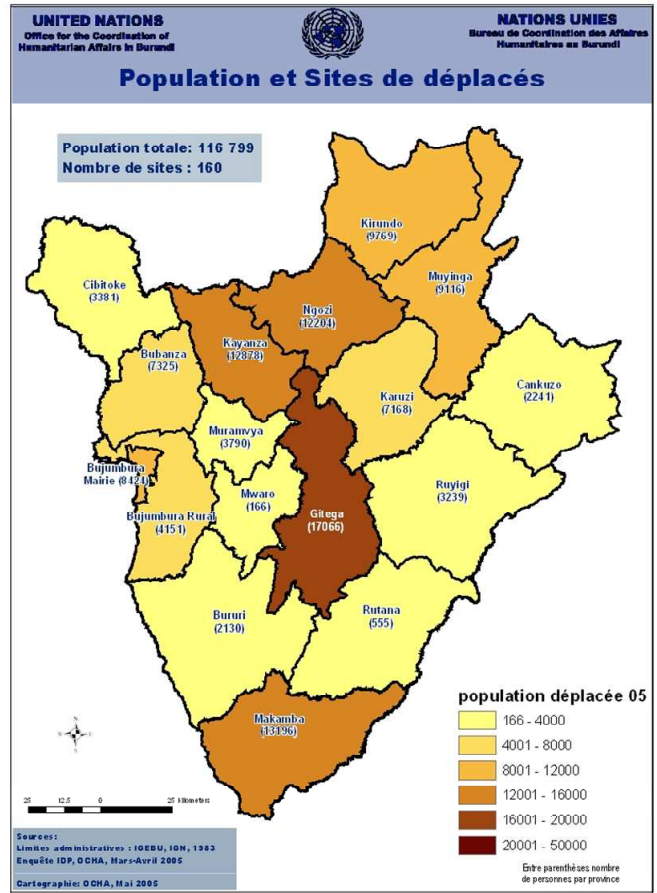 UNITED NATIONS
Office for the Coordination of
Humanitarian Affairs in Burundi
NATIONS UNIES
Bureau de Coordination des Affaires
Humanitaires au Burundi
Population et Sites de déplacés
Population totale: 116 799
Nombre de sites : 160
Kirundo
(9769)
Muyinga
(9116)
Cibitoke
(3381)
Ngozi
(12204)
Kayanza
(12878)
Bubanza
(7325)
Karuzi
(7168)
Cankuzo
(2241)
Muramvya
(3790)
Bujumbura
Mairie (8424)
Mwaro
(166)
Ruyigi
(3239)
Gitega
(17066)
Bujumbura Rural
(4151)
Bururi
(2130)
Rutana
(555)
Makamba
(13196)
population déplacée 05
166 - 4000
4001 - 8000
8001 - 12000
12001 - 16000
16001 - 20000
20001 - 50000
N
W
E
S
25 12.5 0 25 Kilometers
Sources:
Limites administratives : IGEBU, IGN, 1983
Enquête IDP, OCHA, Mars-Avril 2005
Cartographie: OCHA, Mai 2005
Entre parenthèses nombre
de personnes par province